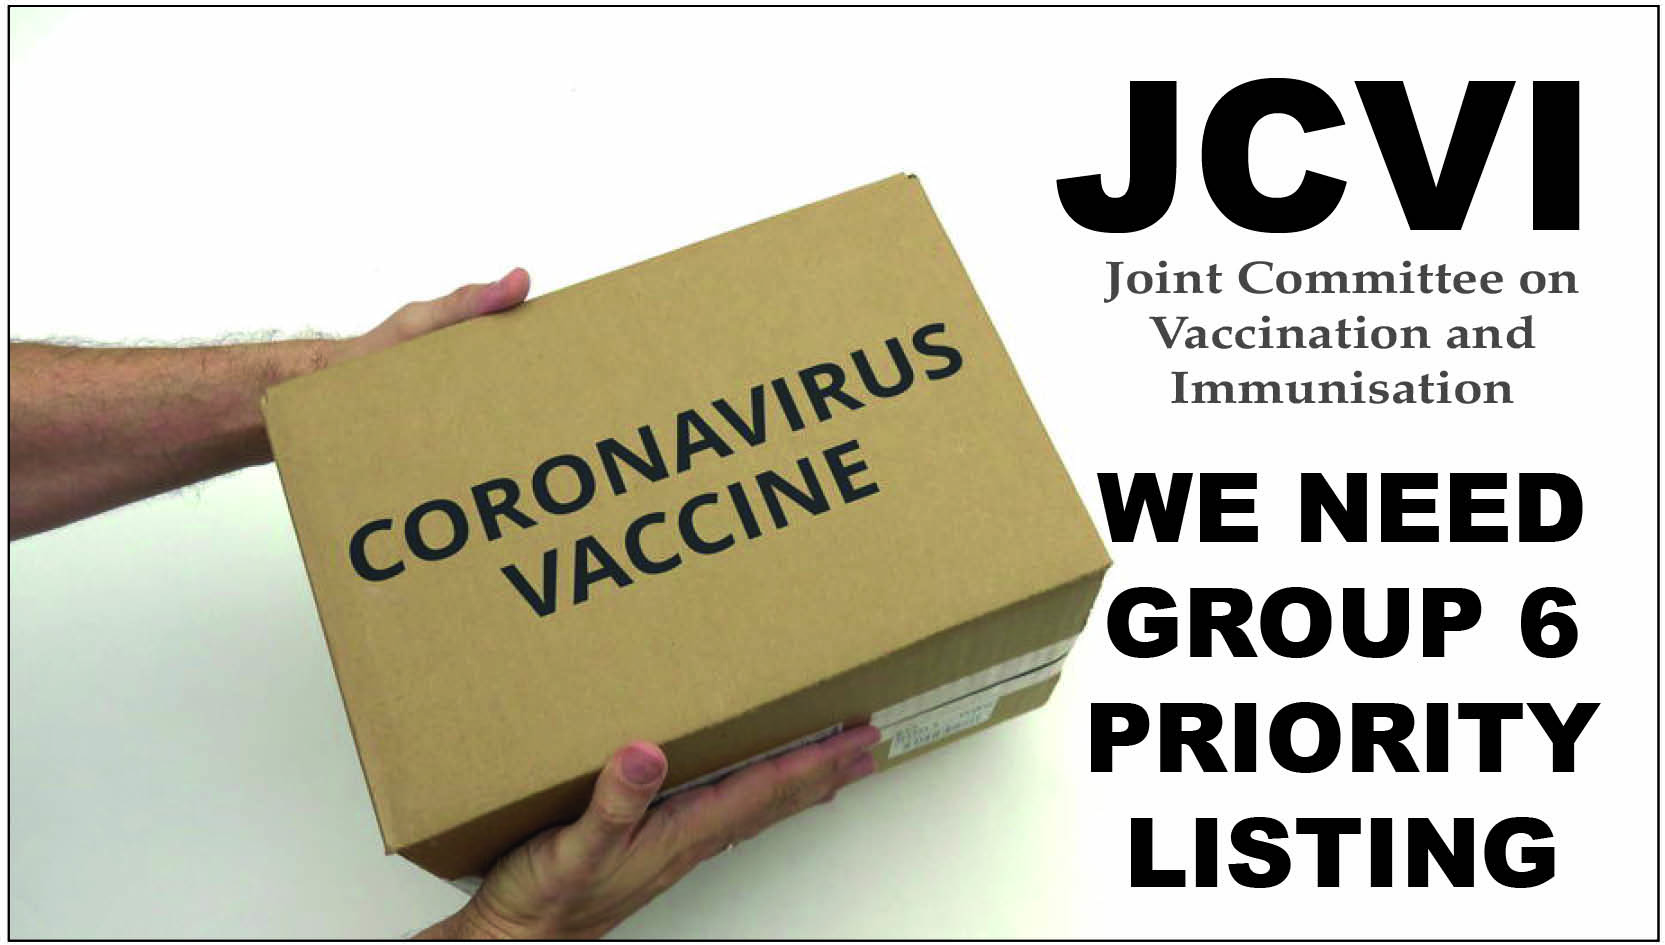 CORONAVIRUS
VACCINE
JCVI
Joint Committee on
Vaccination and
Immunisation
WE NEED
GROUP 6
PRIORITY
LISTING